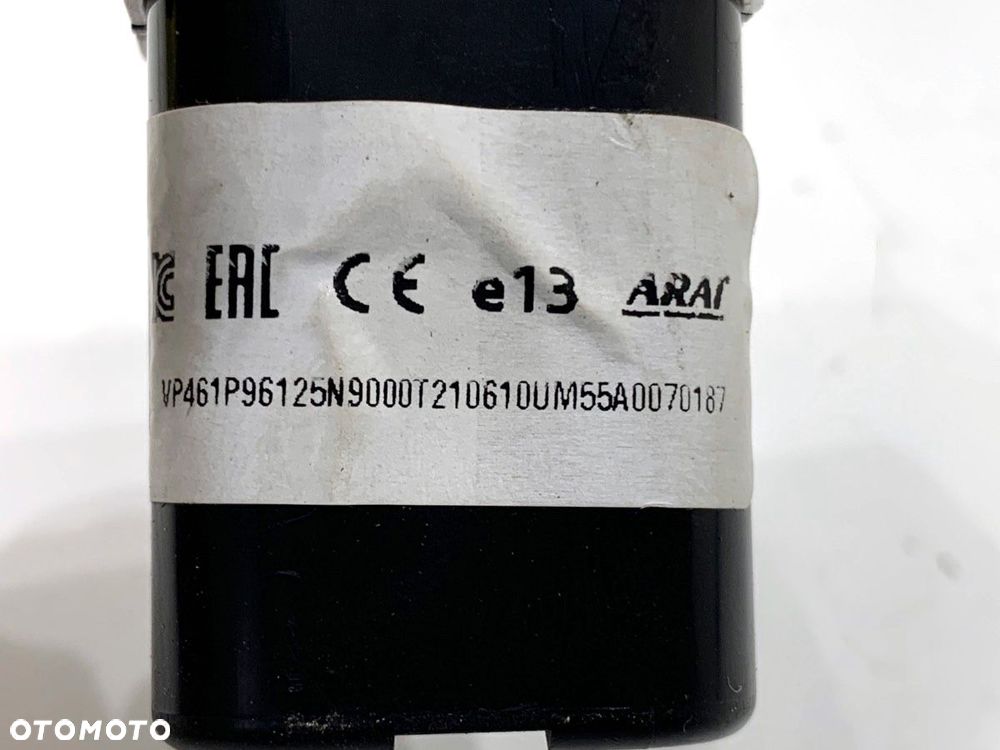 EAC CE e13 ARAI
VP461P96125N9000T210610UM55A0070187
OTOMOTO